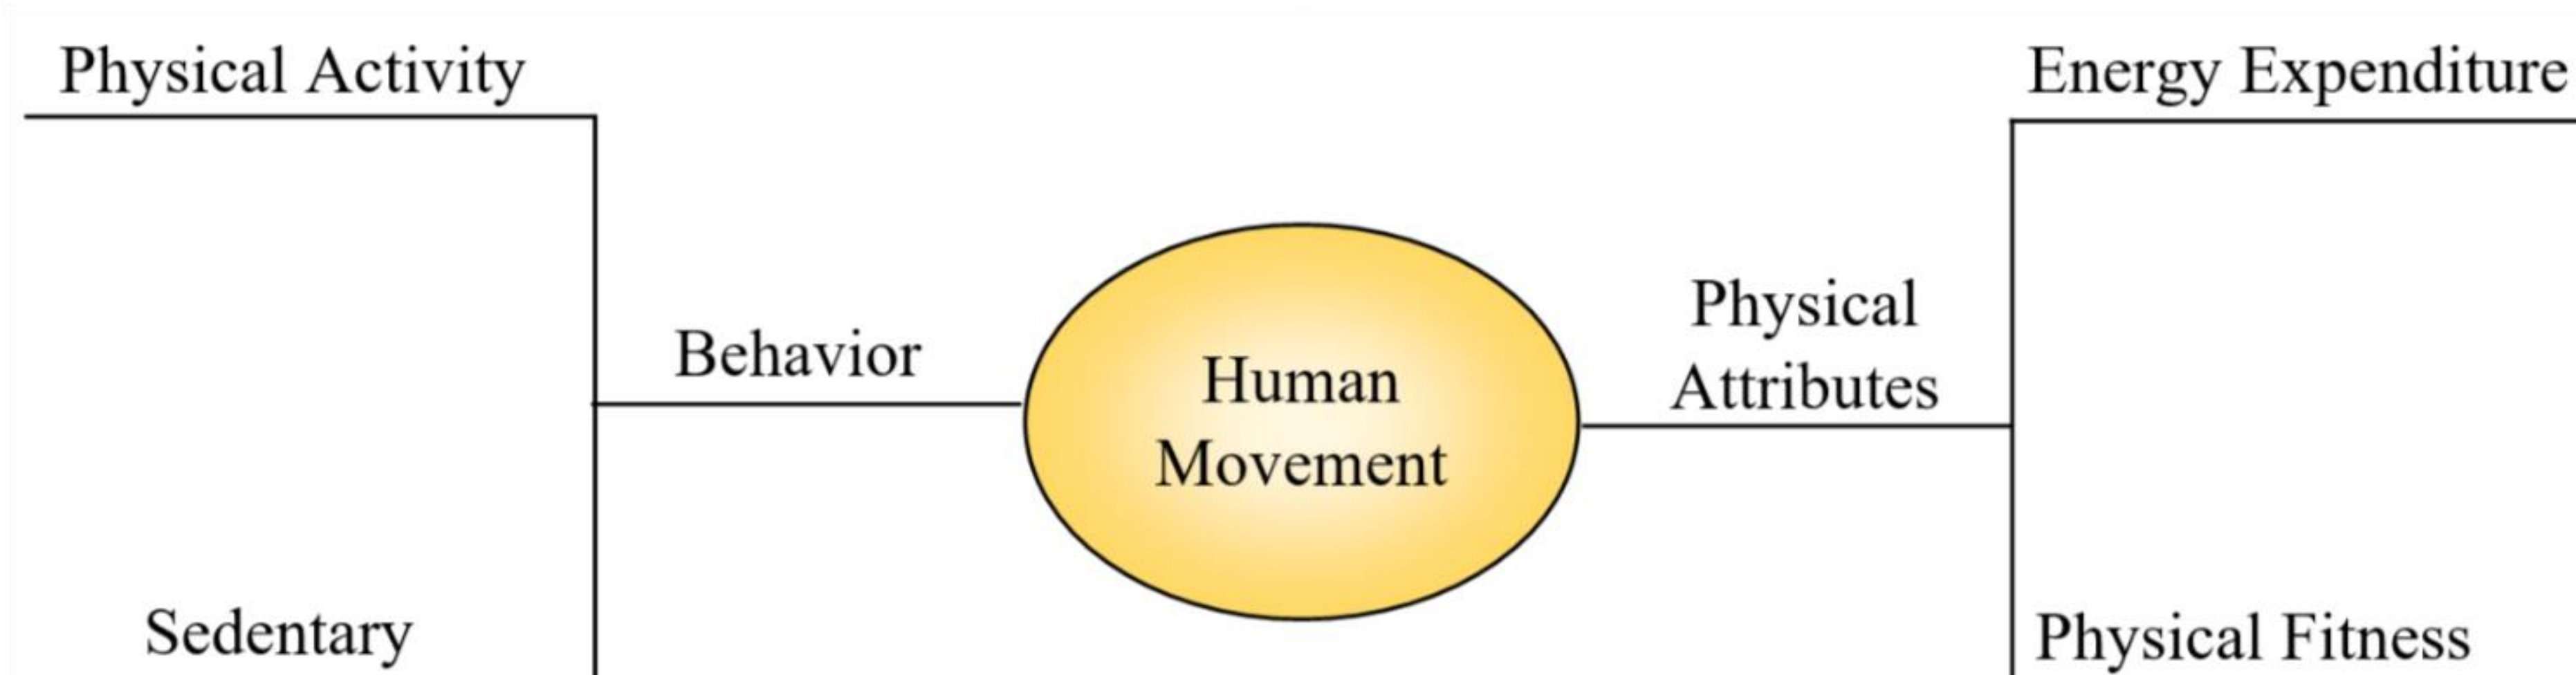 Physical Activity
Energy Expenditure
Behavior
Physical
Attributes
Human
Movement
Sedentary
Physical Fitness